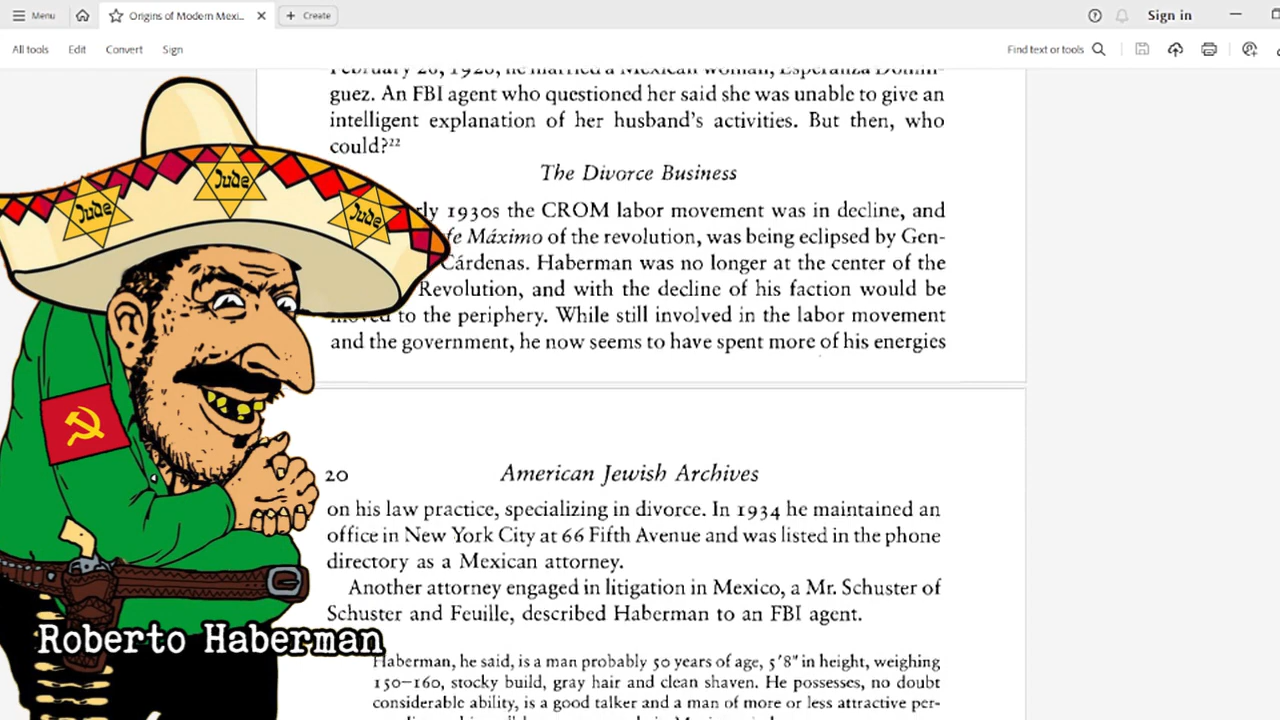 Menu
Origins of Modern Mexi...
Create
Sign in
All tools
Edit
Convert
Sign
Find text or tools
February 26, 1926, he married a Mexican woman, Esperanza Domín-
guez. An FBI agent who questioned her said she was unable to give an
intelligent explanation of her husband's activities. But then, who
could?²²
The Divorce Business
1930s the CROM labor movement was in decline, and
Máximo of the revolution, was being eclipsed by Gen-
Cárdenas. Haberman was no longer at the center of the
Revolution, and with the decline of his faction would be
moved to the periphery. While still involved in the labor movement
and the government, he now seems to have spent more of his energies
20 American Jewish Archives
on his law practice, specializing in divorce. In 1934 he maintained an
office in New York City at 66 Fifth Avenue and was listed in the phone
directory as a Mexican attorney.
Another attorney engaged in litigation in Mexico, a Mr. Schuster of
Schuster and Feuille, described Haberman to an FBI agent.
Haberman, he said, is a man probably 50 years of age, 5'8" in height, weighing
150–160, stocky build, gray hair and clean shaven. He possesses, no doubt
considerable ability, is a good talker and a man of more or less attractive per-
Jude
Jude
Jude
Roberto Haberman